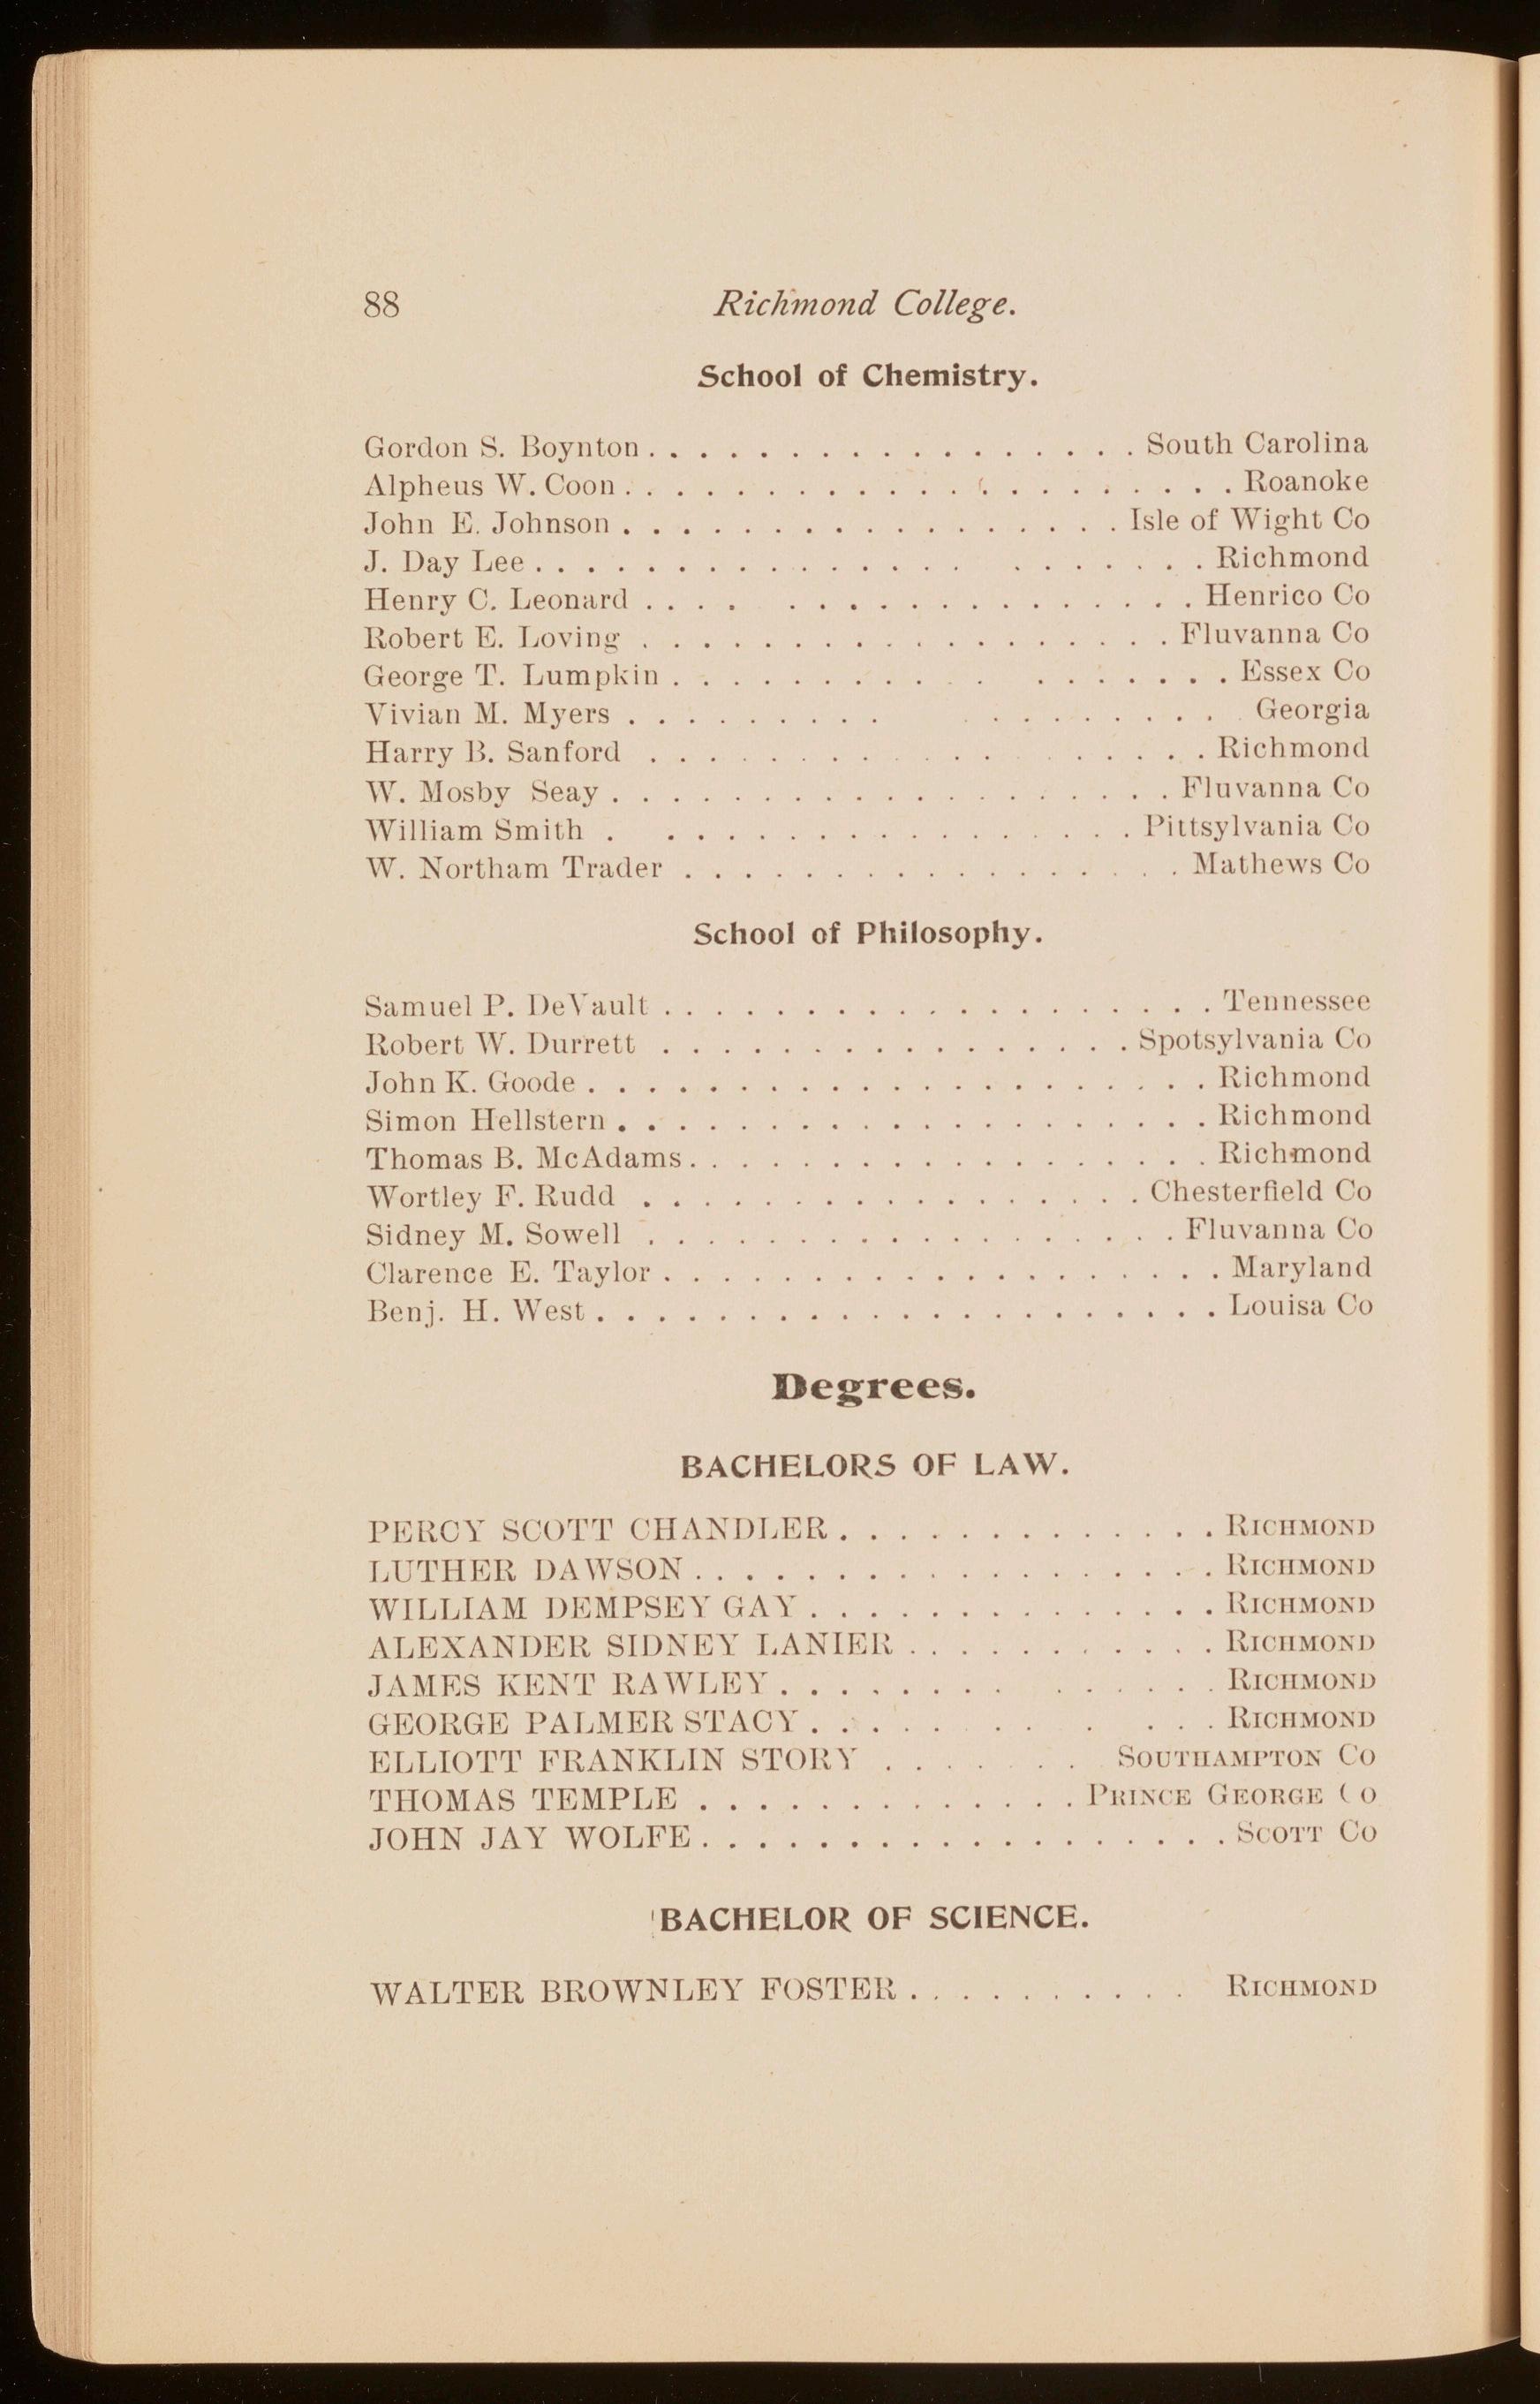 88 Richmond College.
School of Chemistry.
Gordon S. Boynton. . . . . . . . . . . . . . . . . South Carolina
Alpheus W. Coon. . . . . . . . . . . . . . . . . . . . . Roanoke
John E. Johnson . . . . . . . . . . . . . . . . . Isle of Wight Co
J. Day Lee. . . . . . . . . . . . . . . . . . . . . . Richmond
Henry C. Leonard . . . . . . . . . . . . . . . . . . Henrico Co
Robert E. Loving . . . . . . . . . . . . . . . . . . Fluvanna Co
George T. Lumpkin . . . . . . . . . . . . . . . . . . Essex Co
Vivian M. Myers . . . . . . . . . . . . . . . . . . . Georgia
Harry B. Sanford . . . . . . . . . . . . . . . . . . Richmond
W. Mosby Seay . . . . . . . . . . . . . . . . . . . Fluvanna Co
William Smith . . . . . . . . . . . . . . . . . Pittsylvania Co
W. Northam Trader . . . . . . . . . . . . . . . . . Mathews Co
School of Philosophy.
Samuel P. DeVault . . . . . . . . . . . . . . . . . . . Tennessee
Robert W. Durrett . . . . . . . . . . . . . . . . Spotsylvania Co
John K. Goode . . . . . . . . . . . . . . . . . . . . . Richmond
Simon Hellstern . . . . . . . . . . . . . . . . . . . . Richmond
Thomas B. McAdams. . . . . . . . . . . . . . . . . . Richmond
Wortley F. Rudd . . . . . . . . . . . . . . . . . Chesterfield Co
Sidney M. Sowell . . . . . . . . . . . . . . . . . . Fluvanna Co
Clarence E. Taylor . . . . . . . . . . . . . . . . . . . Maryland
Benj. H. West . . . . . . . . . . . . . . . . . . . . . Louisa Co
Degrees.
BACHELORS OF LAW.
PERCY SCOTT CHANDLER . . . . . . . . . . . . . RICHMOND
LUTHER DAWSON . . . . . . . . . . . . . . . . . . RICHMOND
WILLIAM DEMPSEY GAY . . . . . . . . . . . . . . RICHMOND
ALEXANDER SIDNEY LANIER . . . . . . . . . . . RICHMOND
JAMES KENT RAWLEY . . . . . . . . . . . . . . RICHMOND
GEORGE PALMER STACY . . . . . . . . . . . . . RICHMOND
ELLIOTT FRANKLIN STORY . . . . . . . SOUTHAMPTON CO
THOMAS TEMPLE . . . . . . . . . . . . . PRINCE GEORGE CO
JOHN JAY WOLFE . . . . . . . . . . . . . . . . . . SCOTT CO
BACHELOR OF SCIENCE.
WALTER BROWNLEY FOSTER . . . . . . . . . . RICHMOND